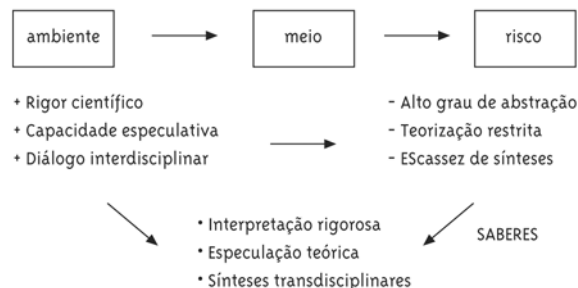 ambiente
meio
risco
+ Rigor científico
+ Capacidade especulativa
+ Diálogo interdisciplinar
- Alto grau de abstração
- Teorização restrita
- EScassez de sínteses
• Interpretação rigorosa
• Especulação teórica
• Sínteses transdisciplinares
SABERES